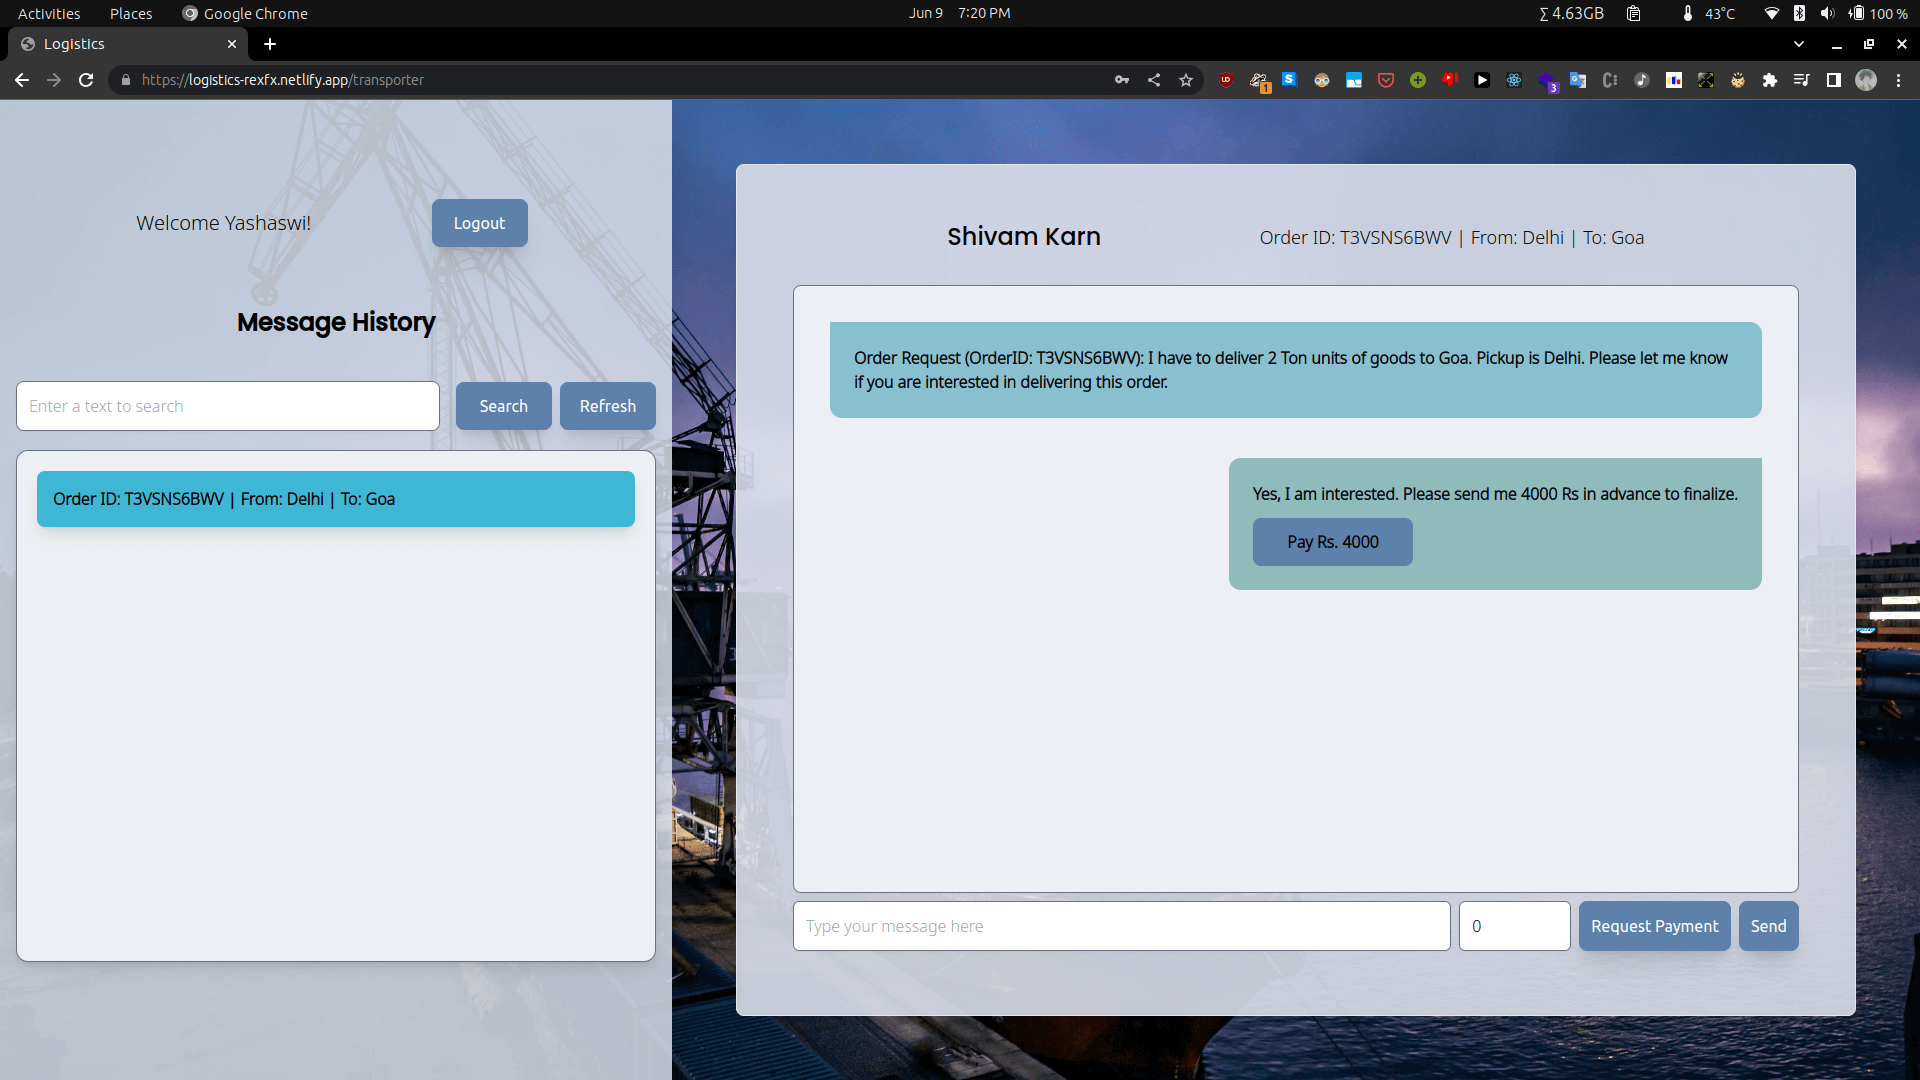 Activities Places Google Chrome Jun 9 7:20 PM ∑ 4.63GB 43°C 100 %
Logistics
https://logistics-rexfx.netlify.app/transporter
UD 1 S 3
Welcome Yashaswi!
Logout
Message History
Enter a text to search
Search
Refresh
Order ID: T3VSNS6BWV | From: Delhi | To: Goa
Shivam Karn
Order ID: T3VSNS6BWV | From: Delhi | To: Goa
Order Request (OrderID: T3VSNS6BWV): I have to deliver 2 Ton units of goods to Goa. Pickup is Delhi. Please let me know
if you are interested in delivering this order.
Yes, I am interested. Please send me 4000 Rs in advance to finalize.
Pay Rs. 4000
Type your message here
0
Request Payment
Send